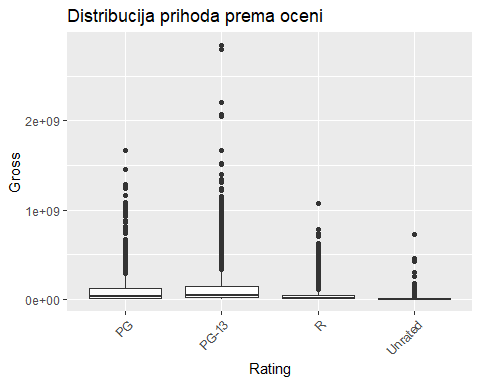 Distribucija prihoda prema oceni
Gross
2e+09
1e+09
0e+00
PG
PG-13
R
Unrated
Rating